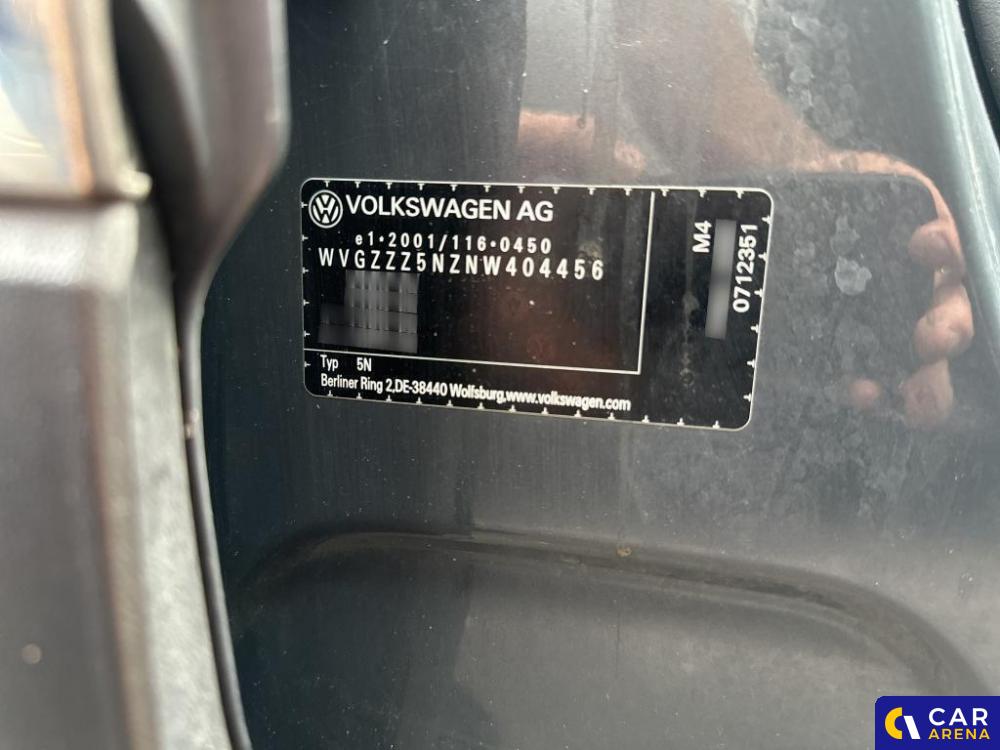 VOLKSWAGEN AG
e1*2001/116*0450
WVGZZZ5NZNW404456
Typ 5N
Berliner Ring 2,DE-38440 Wolfsburg,www.volkswagen.com
M4
0712351
CAR
ARENA